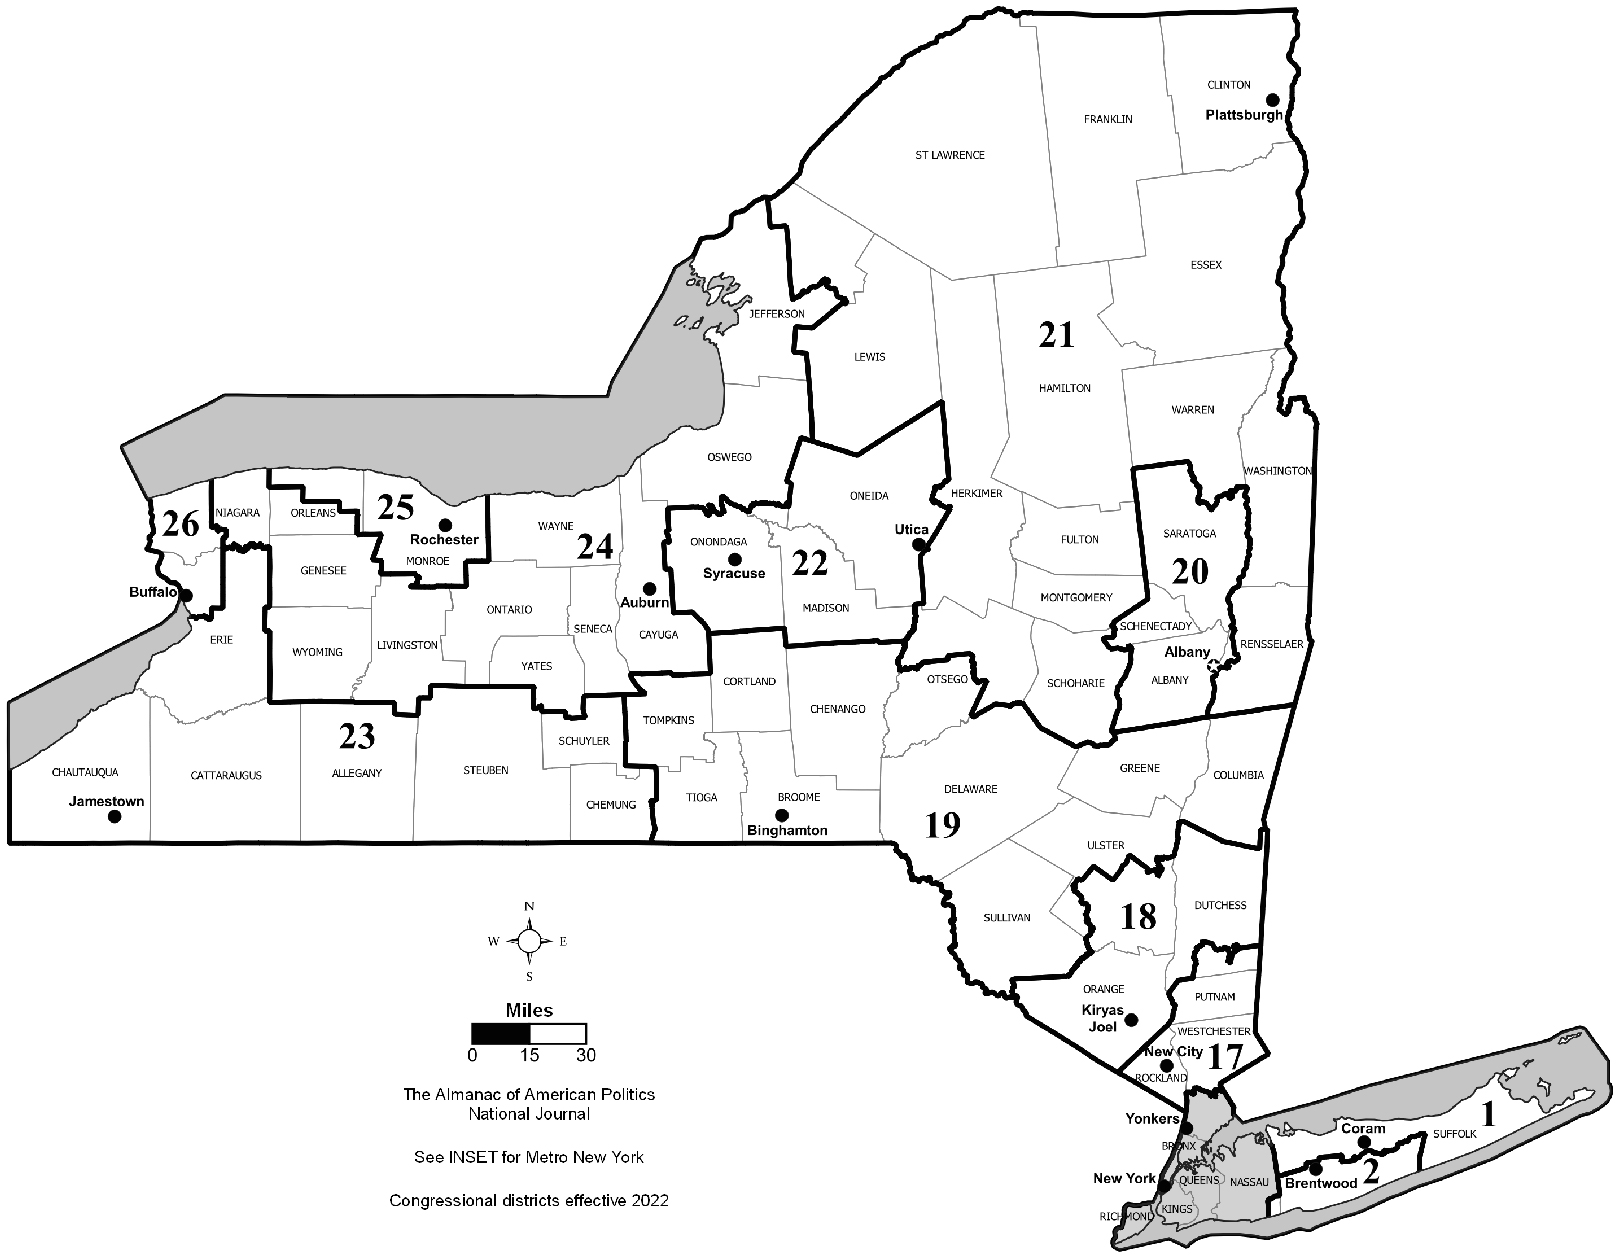 CLINTON
Plattsburgh
FRANKLIN
ST LAWRENCE
ESSEX
JEFFERSON
21
LEWIS
HAMILTON
WARREN
OSWEGO
WASHINGTON
ONEIDA
HERKIMER
26
NIAGARA
ORLEANS
25
Rochester
MONROE
WAYNE
24
ONONDAGA
Syracuse
22
Utica
FULTON
SARATOGA
20
GENESEE
Buffalo
Auburn
MADISON
MONTGOMERY
ONTARIO
SENECA
CAYUGA
SCHENECTADY
ERIE
WYOMING
LIVINGSTON
YATES
RENSSELAER
Albany
ALBANY
CORTLAND
OTSEGO
SCHOHARIE
CHENANGO
TOMPKINS
23
SCHUYLER
CHAUTAUQUA
CATTARAUGUS
ALLEGANY
STEUBEN
GREENE
COLUMBIA
Jamestown
CHEMUNG
TIOGA
BROOME
Binghamton
DELAWARE
19
ULSTER
18
DUTCHESS
SULLIVAN
N
W
E
S
ORANGE
Kiryas
Joel
PUTNAM
WESTCHESTER
New City
17
ROCKLAND
Miles
0 15 30
The Almanac of American Politics
National Journal
See INSET for Metro New York
Congressional districts effective 2022
Yonkers
BRONX
New York
QUEENS
NASSAU
RICHMOND
KINGS
Coram
SUFFOLK
1
Brentwood
2